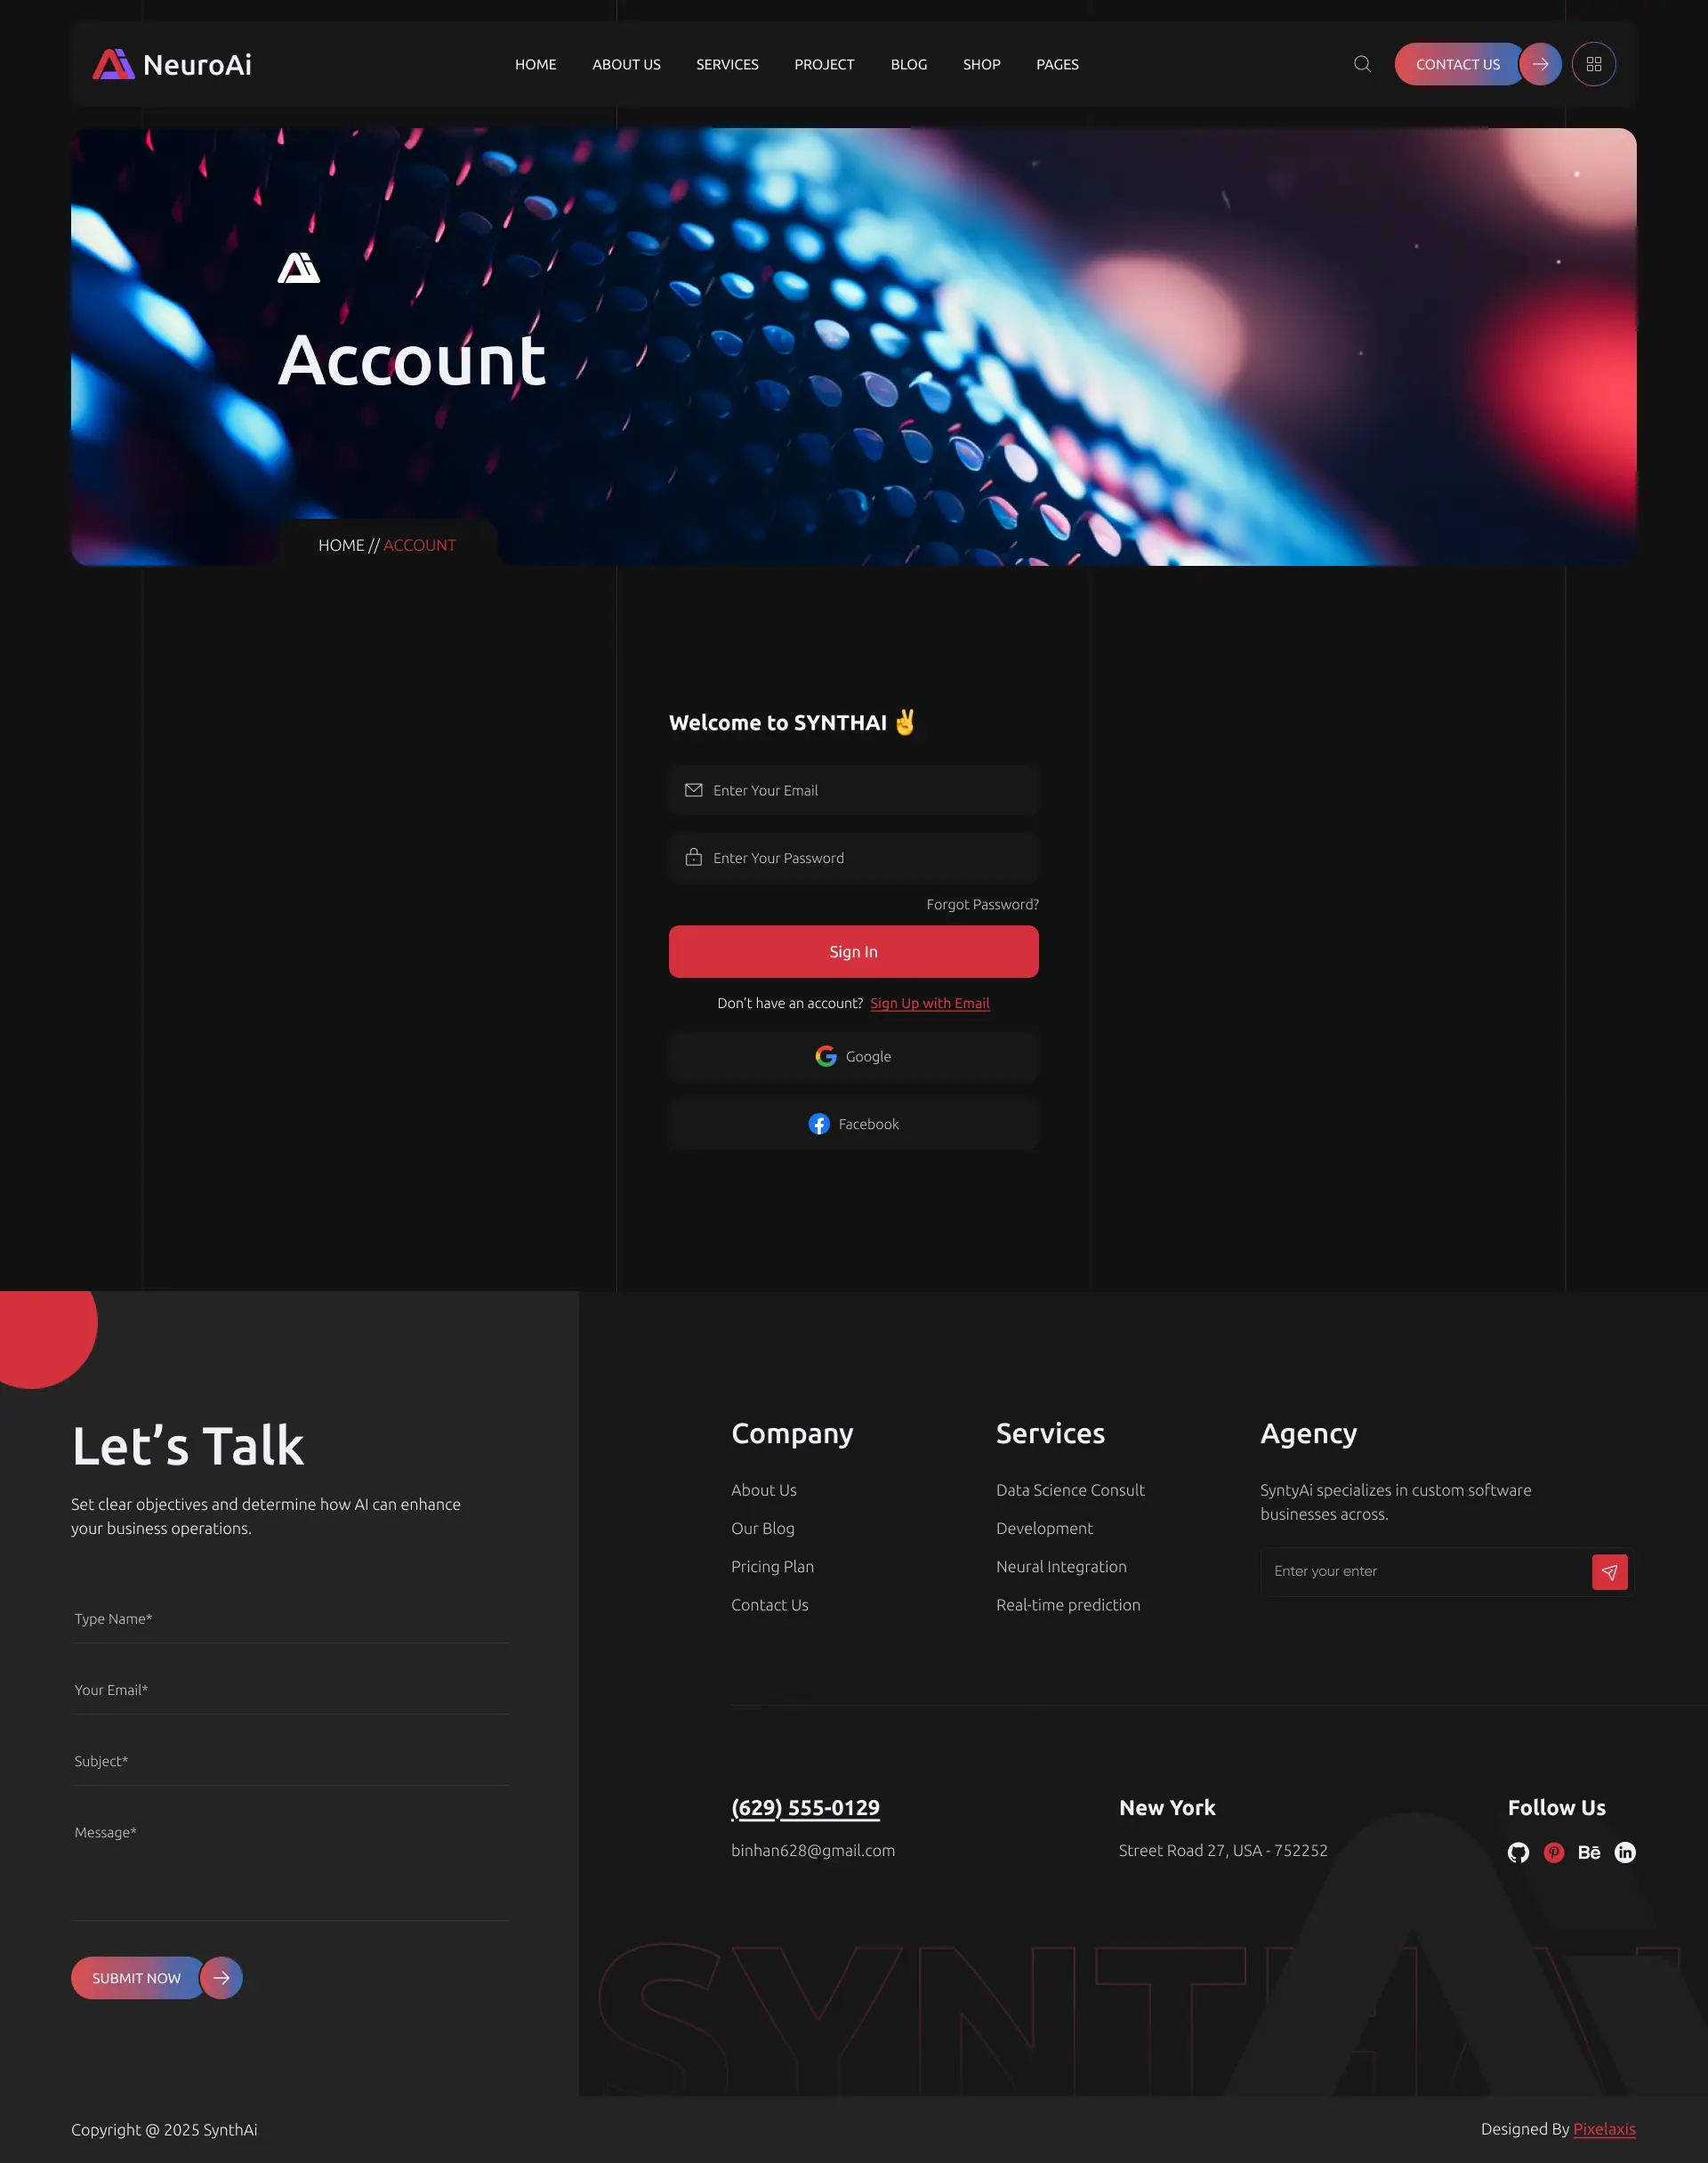 NeuroAi
HOME
ABOUT US
SERVICES
PROJECT
BLOG
SHOP
PAGES
CONTACT US
Account
HOME // ACCOUNT
Welcome to SYNTHAI ✌️
Enter Your Email
Enter Your Password
Forgot Password?
Sign In
Don't have an account? Sign Up with Email
Google
Facebook
Let's Talk
Set clear objectives and determine how AI can enhance
your business operations.
Type Name*
Your Email*
Subject*
Message*
SUBMIT NOW
Company
About Us
Our Blog
Pricing Plan
Contact Us
Services
Data Science Consult
Development
Neural Integration
Real-time prediction
Agency
SyntyAi specializes in custom software
businesses across.
Enter your enter
(629) 555-0129
binhan628@gmail.com
New York
Street Road 27, USA - 752252
Follow Us
Bē
in
SYNTHAI
Copyright @ 2025 SynthAi
Designed By Pixelaxis